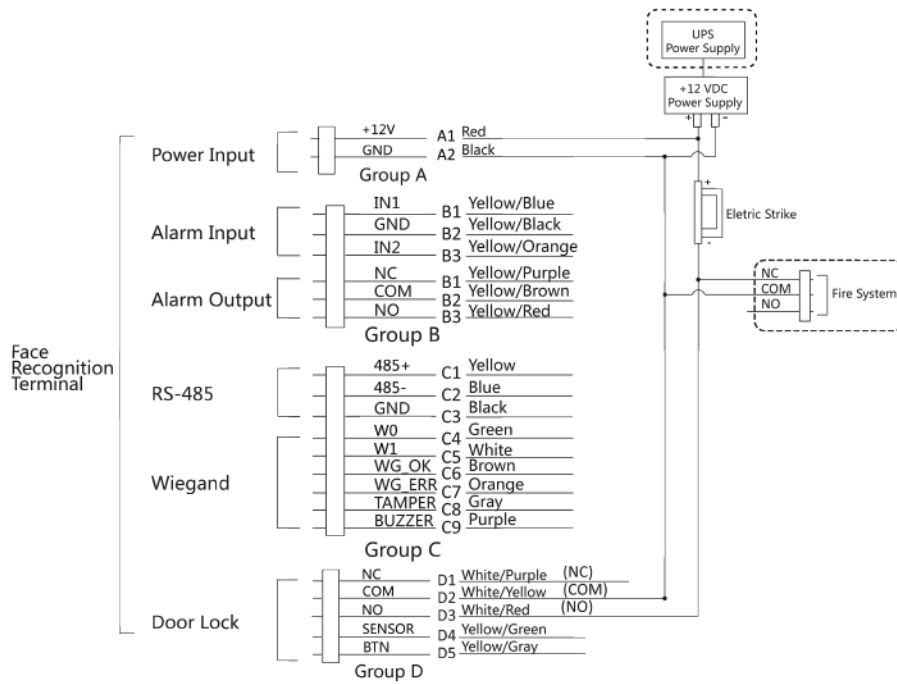 UPS
Power Supply
+12 VDC
Power Supply
+ -
Face
Recognition
Terminal
Power Input
+12V A1 Red
GND A2 Black
Group A
+
Eletric Strike
-
Alarm Input
IN1 B1 Yellow/Blue
GND B2 Yellow/Black
IN2 B3 Yellow/Orange
Alarm Output
NC B1 Yellow/Purple
COM B2 Yellow/Brown
NO B3 Yellow/Red
Group B
NC
COM
NO
Fire System
RS-485
485+ C1 Yellow
485- C2 Blue
GND C3 Black
Wiegand
W0 C4 Green
W1 C5 White
WG_OK C6 Brown
WG_ERR C7 Orange
TAMPER C8 Gray
BUZZER C9 Purple
Group C
Door Lock
NC D1 White/Purple (NC)
COM D2 White/Yellow (COM)
NO D3 White/Red (NO)
SENSOR D4 Yellow/Green
BTN D5 Yellow/Gray
Group D